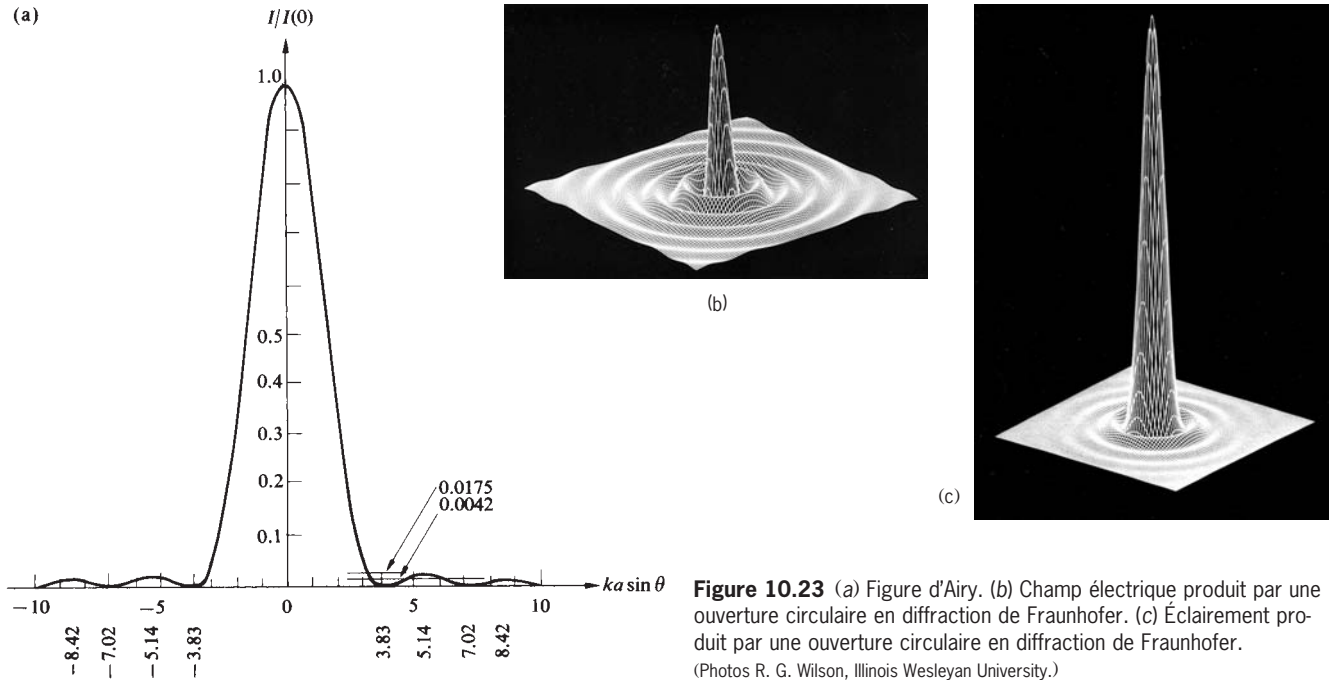 (a)
I/I(0)
1.0
0.5
0.4
0.3
0.2
0.1
0.0175
0.0042
−10
−5
0
5
10
ka sin θ
−8.42
−7.02
−5.14
−3.83
3.83
5.14
7.02
8.42
(b)
(c)
Figure 10.23 (a) Figure d'Airy. (b) Champ électrique produit par une
ouverture circulaire en diffraction de Fraunhofer. (c) Éclairement pro-
duit par une ouverture circulaire en diffraction de Fraunhofer.
(Photos R. G. Wilson, Illinois Wesleyan University.)